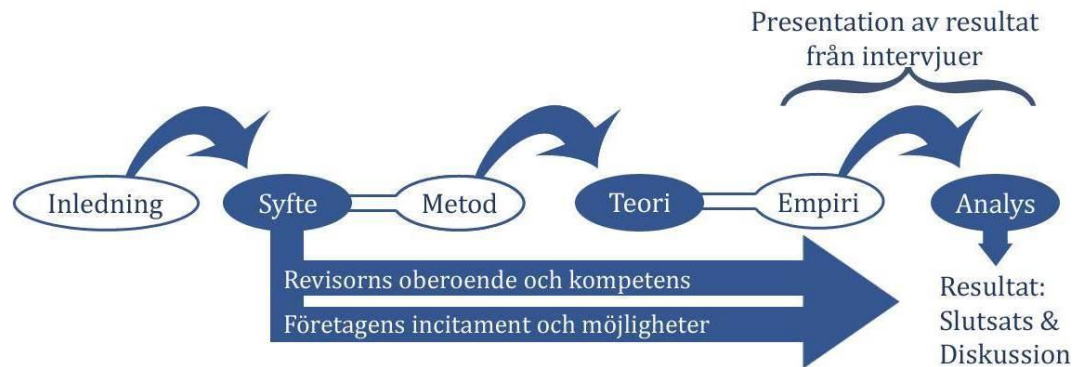 Presentation av resultat
från intervjuer
Inledning
Syfte
Metod
Teori
Empiri
Analys
Revisorns oberoende och kompetens
Företagens incitament och möjligheter
Resultat:
Slutsats &
Diskussion